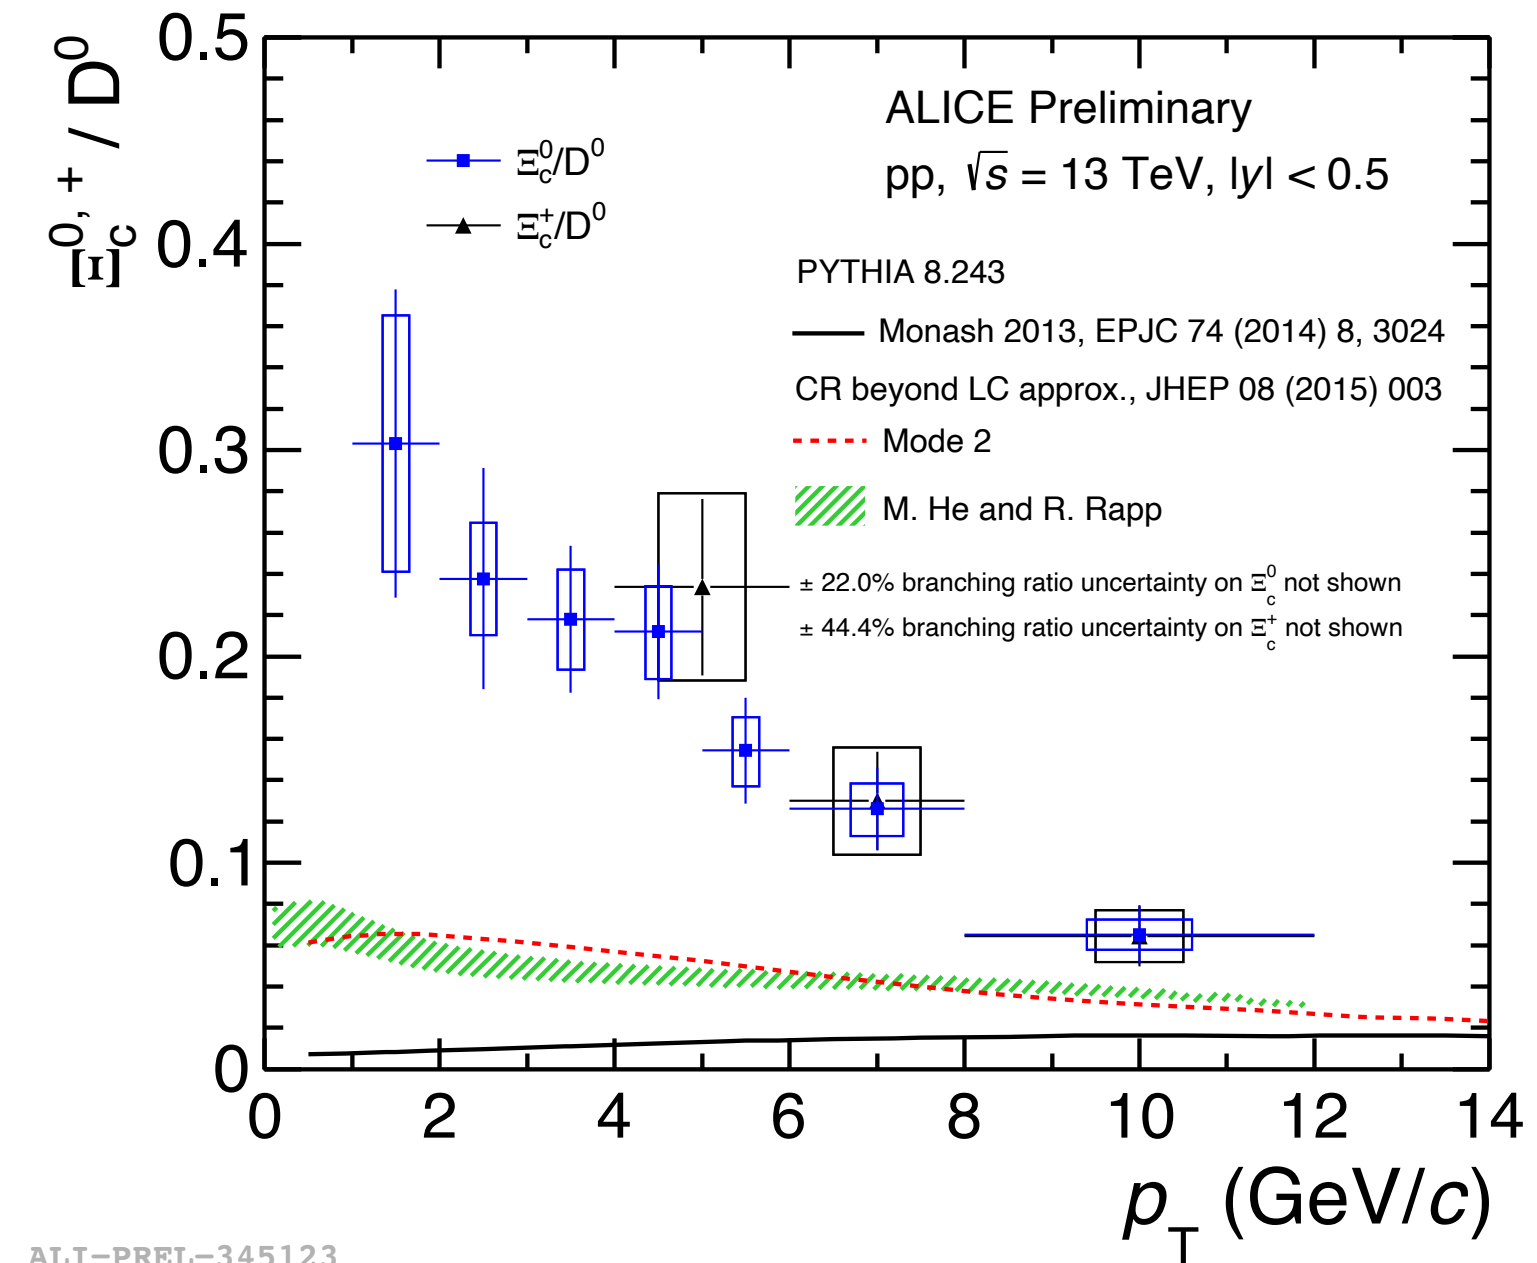 Ξc0,+ / D0
0.5
0.4
0.3
0.2
0.1
0
0 2 4 6 8 10 12 14
pT (GeV/c)
Ξc0/D0
Ξc+/D0
ALICE Preliminary
pp, √s = 13 TeV, |y| < 0.5
PYTHIA 8.243
Monash 2013, EPJC 74 (2014) 8, 3024
CR beyond LC approx., JHEP 08 (2015) 003
Mode 2
M. He and R. Rapp
± 22.0% branching ratio uncertainty on Ξc0 not shown
± 44.4% branching ratio uncertainty on Ξc+ not shown
ALI-PREL-345123